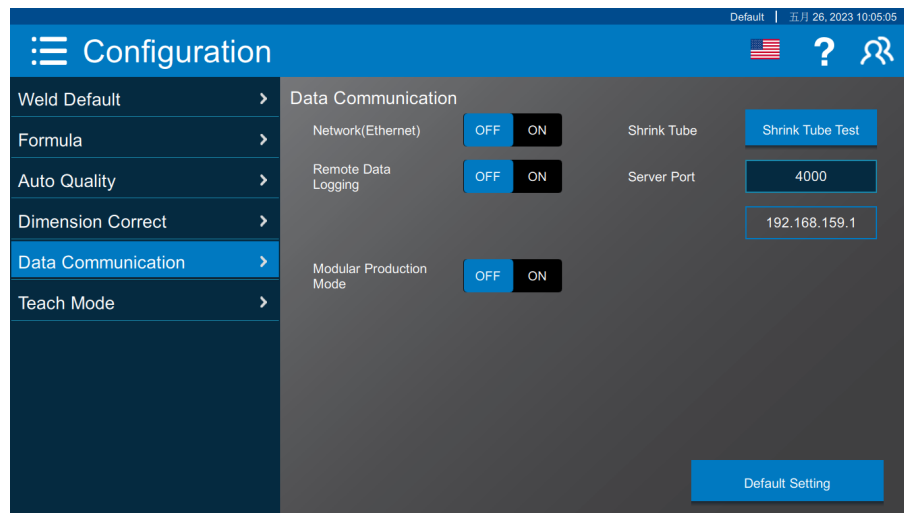 Default 五月 26, 2023 10:05:05
Configuration ?
Weld Default
Formula
Auto Quality
Dimension Correct
Data Communication
Teach Mode
Data Communication
Network(Ethernet) OFF ON Shrink Tube Shrink Tube Test
Remote Data
Logging OFF ON Server Port 4000
192.168.159.1
Modular Production
Mode OFF ON
Default Setting